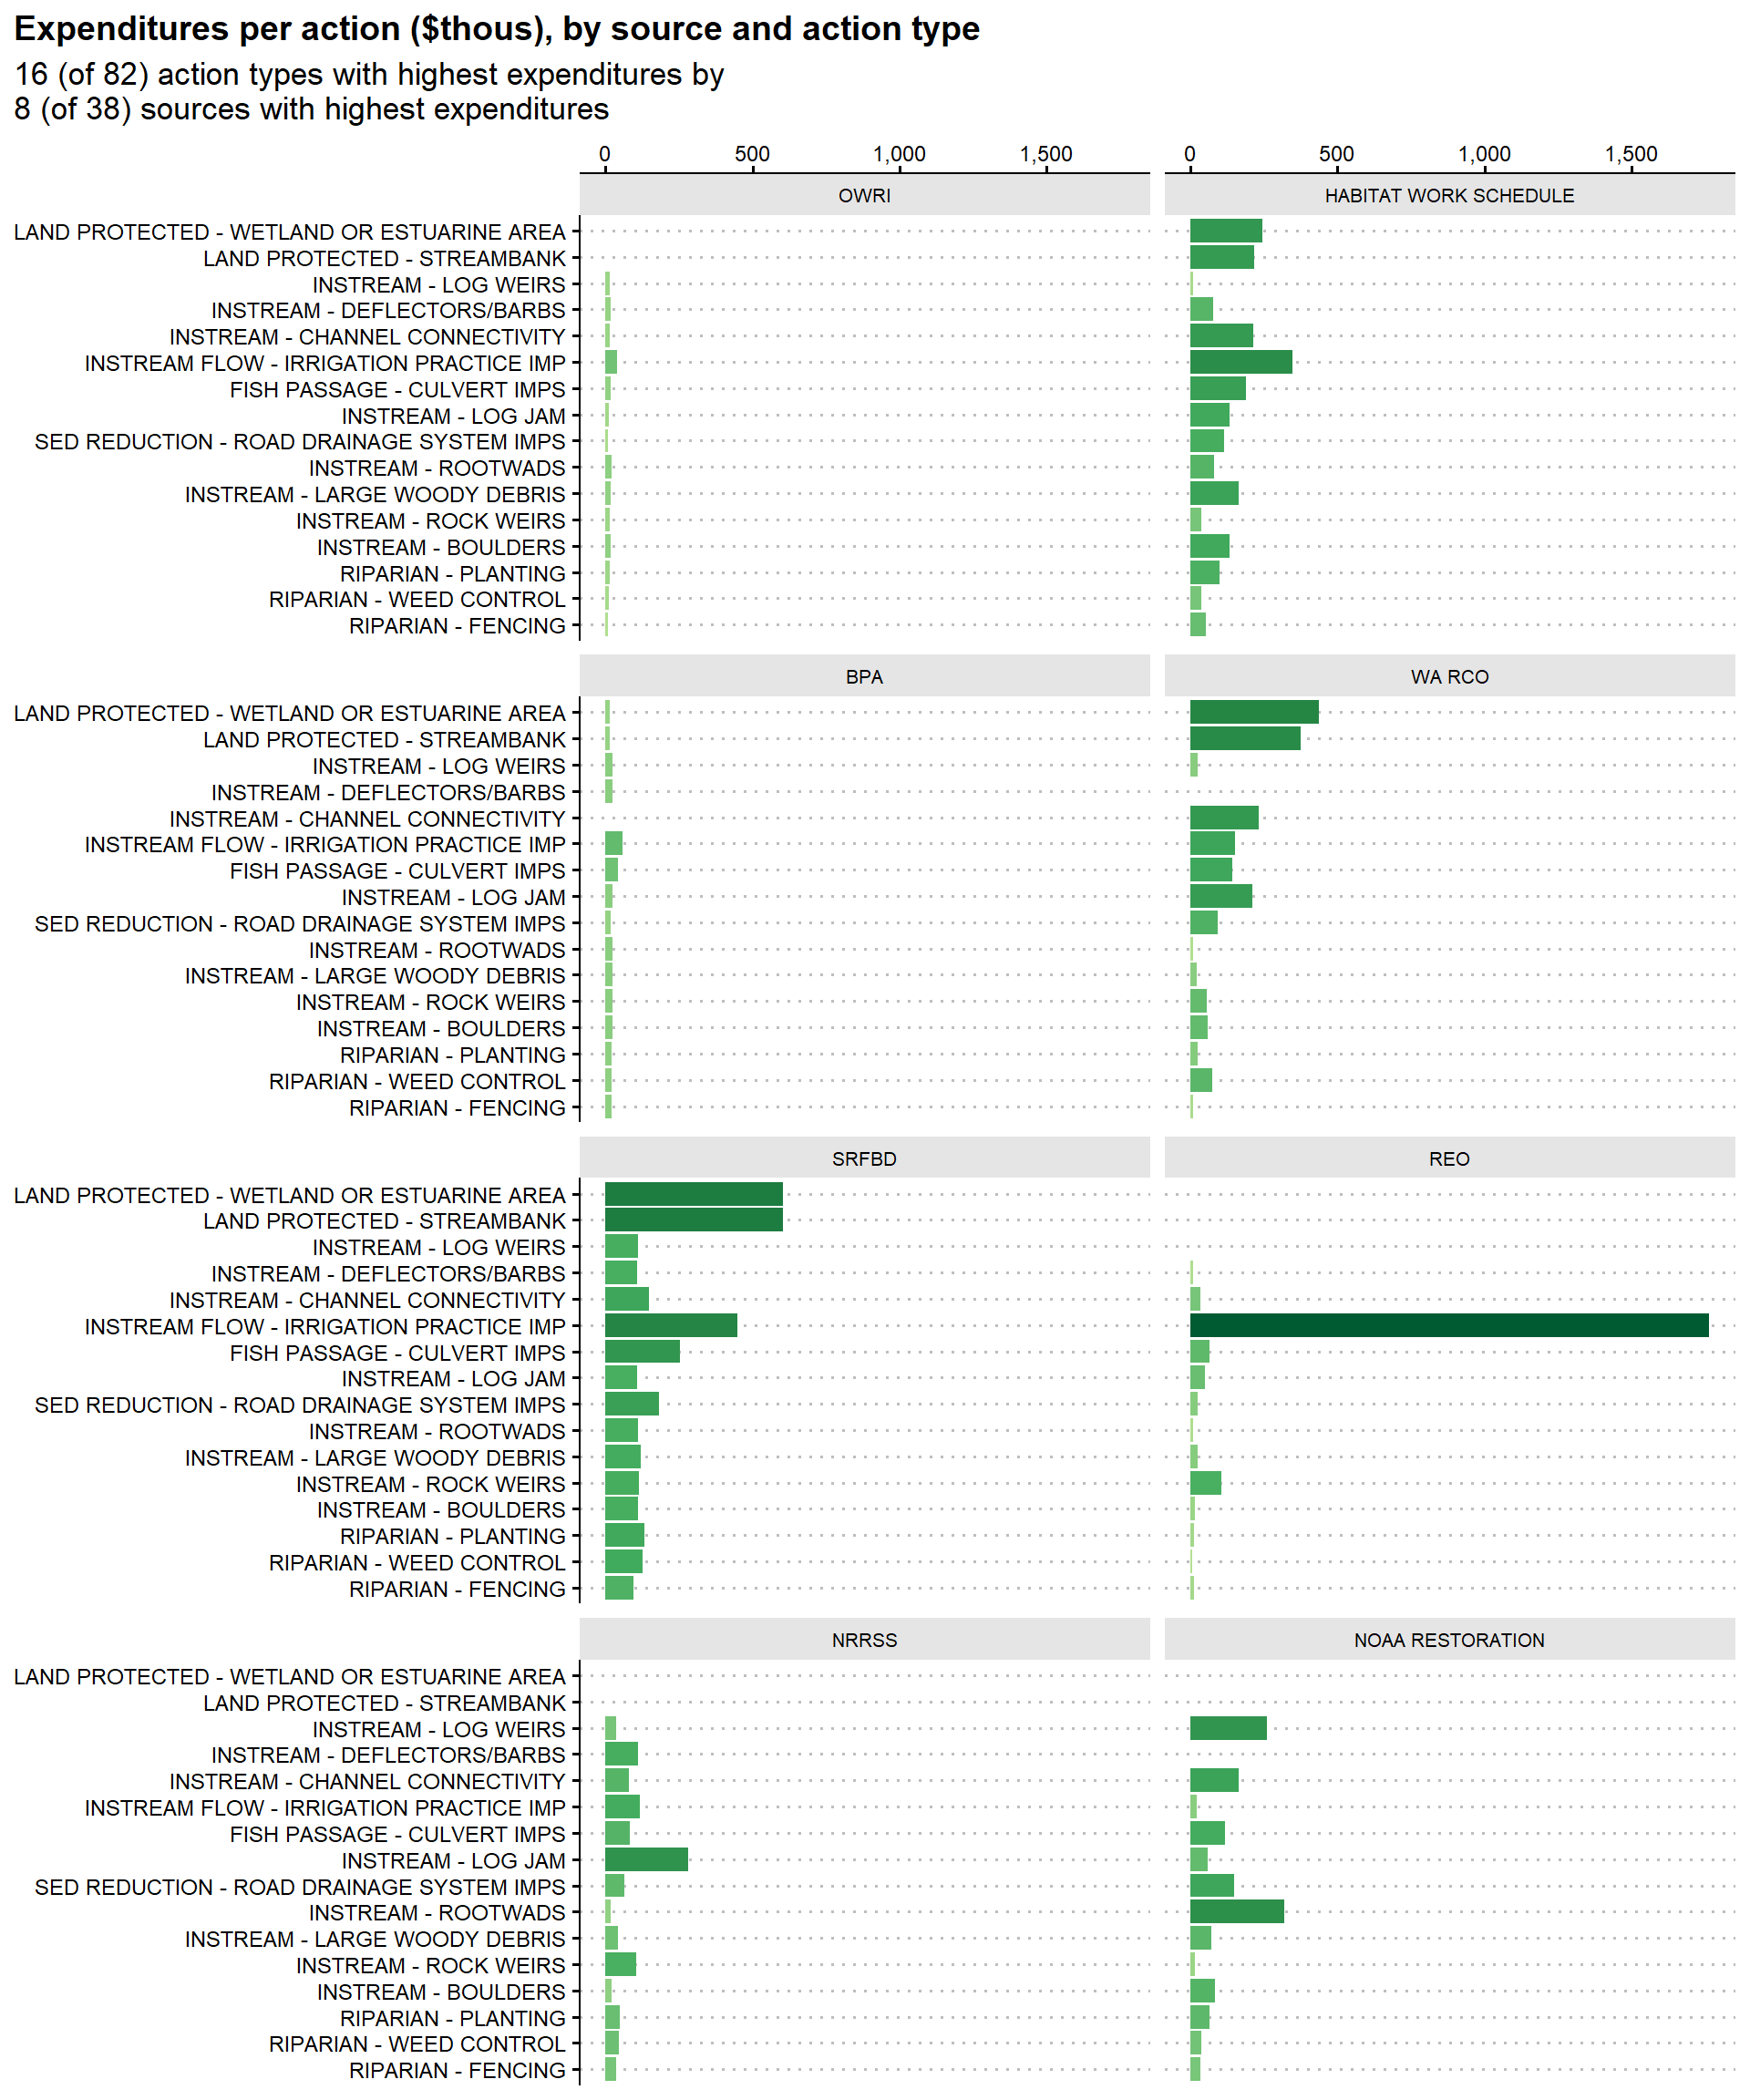 Expenditures per action ($thous), by source and action type
16 (of 82) action types with highest expenditures by
8 (of 38) sources with highest expenditures
0 500 1,000 1,500 0 500 1,000 1,500
OWRI HABITAT WORK SCHEDULE
LAND PROTECTED - WETLAND OR ESTUARINE AREA
LAND PROTECTED - STREAMBANK
INSTREAM - LOG WEIRS
INSTREAM - DEFLECTORS/BARBS
INSTREAM - CHANNEL CONNECTIVITY
INSTREAM FLOW - IRRIGATION PRACTICE IMP
FISH PASSAGE - CULVERT IMPS
INSTREAM - LOG JAM
SED REDUCTION - ROAD DRAINAGE SYSTEM IMPS
INSTREAM - ROOTWADS
INSTREAM - LARGE WOODY DEBRIS
INSTREAM - ROCK WEIRS
INSTREAM - BOULDERS
RIPARIAN - PLANTING
RIPARIAN - WEED CONTROL
RIPARIAN - FENCING
BPA WA RCO
LAND PROTECTED - WETLAND OR ESTUARINE AREA
LAND PROTECTED - STREAMBANK
INSTREAM - LOG WEIRS
INSTREAM - DEFLECTORS/BARBS
INSTREAM - CHANNEL CONNECTIVITY
INSTREAM FLOW - IRRIGATION PRACTICE IMP
FISH PASSAGE - CULVERT IMPS
INSTREAM - LOG JAM
SED REDUCTION - ROAD DRAINAGE SYSTEM IMPS
INSTREAM - ROOTWADS
INSTREAM - LARGE WOODY DEBRIS
INSTREAM - ROCK WEIRS
INSTREAM - BOULDERS
RIPARIAN - PLANTING
RIPARIAN - WEED CONTROL
RIPARIAN - FENCING
SRFBD REO
LAND PROTECTED - WETLAND OR ESTUARINE AREA
LAND PROTECTED - STREAMBANK
INSTREAM - LOG WEIRS
INSTREAM - DEFLECTORS/BARBS
INSTREAM - CHANNEL CONNECTIVITY
INSTREAM FLOW - IRRIGATION PRACTICE IMP
FISH PASSAGE - CULVERT IMPS
INSTREAM - LOG JAM
SED REDUCTION - ROAD DRAINAGE SYSTEM IMPS
INSTREAM - ROOTWADS
INSTREAM - LARGE WOODY DEBRIS
INSTREAM - ROCK WEIRS
INSTREAM - BOULDERS
RIPARIAN - PLANTING
RIPARIAN - WEED CONTROL
RIPARIAN - FENCING
NRRSS NOAA RESTORATION
LAND PROTECTED - WETLAND OR ESTUARINE AREA
LAND PROTECTED - STREAMBANK
INSTREAM - LOG WEIRS
INSTREAM - DEFLECTORS/BARBS
INSTREAM - CHANNEL CONNECTIVITY
INSTREAM FLOW - IRRIGATION PRACTICE IMP
FISH PASSAGE - CULVERT IMPS
INSTREAM - LOG JAM
SED REDUCTION - ROAD DRAINAGE SYSTEM IMPS
INSTREAM - ROOTWADS
INSTREAM - LARGE WOODY DEBRIS
INSTREAM - ROCK WEIRS
INSTREAM - BOULDERS
RIPARIAN - PLANTING
RIPARIAN - WEED CONTROL
RIPARIAN - FENCING